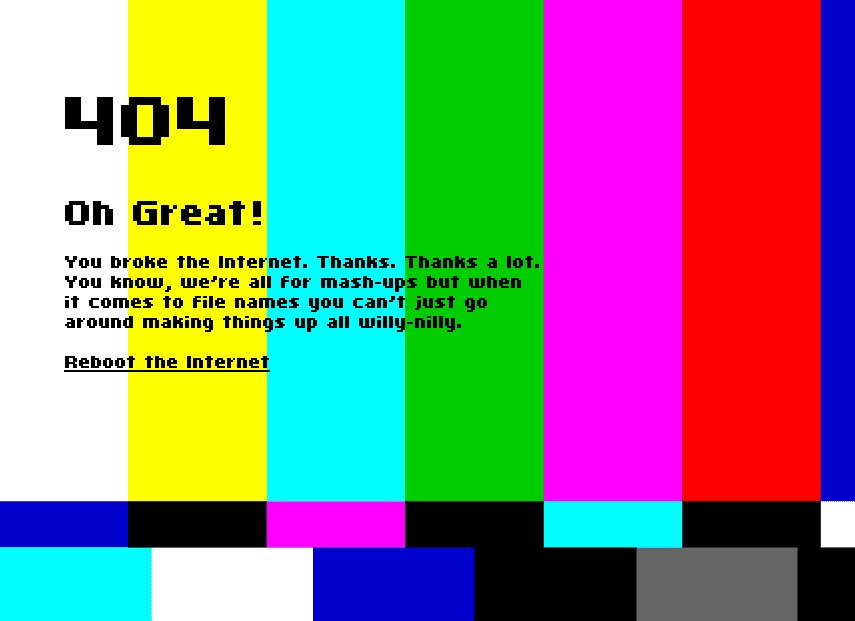 404
Oh Great!
You broke the Internet. Thanks. Thanks a lot.
You know, we're all for mash-ups but when
it comes to file names you can't just go
around making things up all willy-nilly.
Reboot the Internet